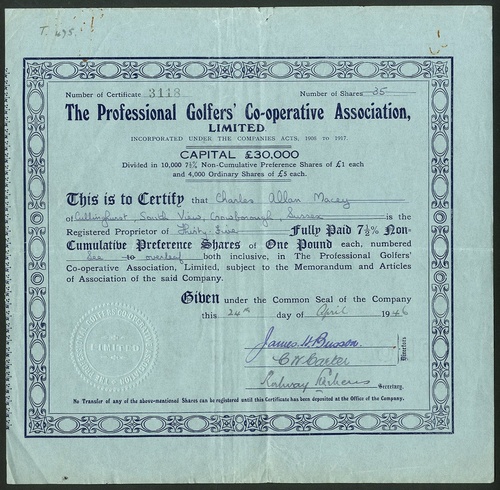 T. 495.
Number of Certificate 3118 Number of Shares 35
The Professional Golfers' Co-operative Association,
LIMITED.
INCORPORATED UNDER THE COMPANIES ACTS, 1908 TO 1917.
CAPITAL £30,000
Divided in 10,000 7½% Non-Cumulative Preference Shares of £1 each
and 4,000 Ordinary Shares of £5 each.
This is to Certify that Charles Allan Macey
of South View, Crowborough, Sussex is the
Registered Proprietor of Thirty-five Fully Paid 7½% Non-
Cumulative Preference Shares of One Pound each, numbered
See to overleaf both inclusive, in The Professional Golfers'
Co-operative Association, Limited, subject to the Memorandum and Articles
of Association of the said Company.
Given under the Common Seal of the Company
this 24th day of April 1946
James H Busson.
C W Carter
Directors
Secretary.
LIMITED
No Transfer of any of the above-mentioned Shares can be registered until this Certificate has been deposited at the Office of the Company.